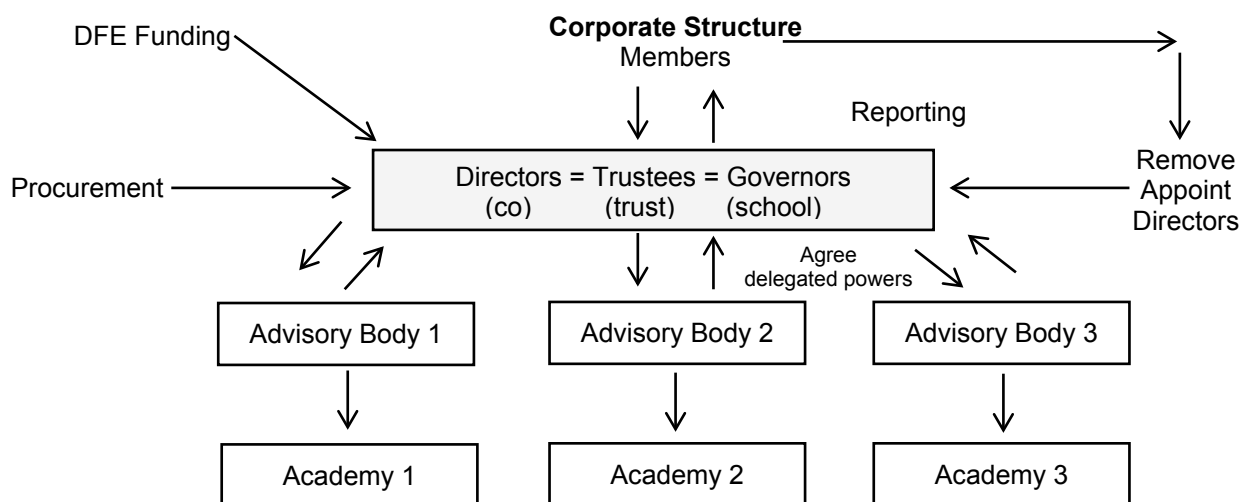 DFE Funding
Corporate Structure
Members
Reporting
Procurement
Directors = Trustees = Governors
(co) (trust) (school)
Remove
Appoint
Directors
Agree
delegated powers
Advisory Body 1
Advisory Body 2
Advisory Body 3
Academy 1
Academy 2
Academy 3